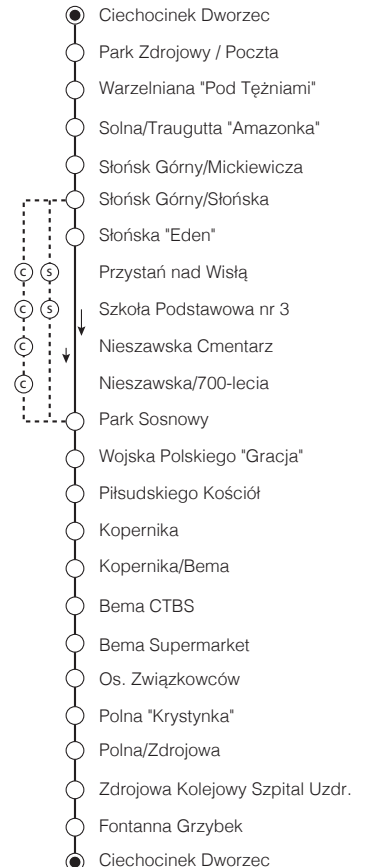 Ciechocinek Dworzec
Park Zdrojowy / Poczta
Warzelniana "Pod Tężniami"
Solna/Traugutta "Amazonka"
Słońsk Górny/Mickiewicza
Słońsk Górny/Słońska
Słońska "Eden"
C S Przystań nad Wisłą
C S Szkoła Podstawowa nr 3
C Nieszawska Cmentarz
C Nieszawska/700-lecia
Park Sosnowy
Wojska Polskiego "Gracja"
Piłsudskiego Kościół
Kopernika
Kopernika/Bema
Bema CTBS
Bema Supermarket
Os. Związkowców
Polna "Krystynka"
Polna/Zdrojowa
Zdrojowa Kolejowy Szpital Uzdr.
Fontanna Grzybek
Ciechocinek Dworzec